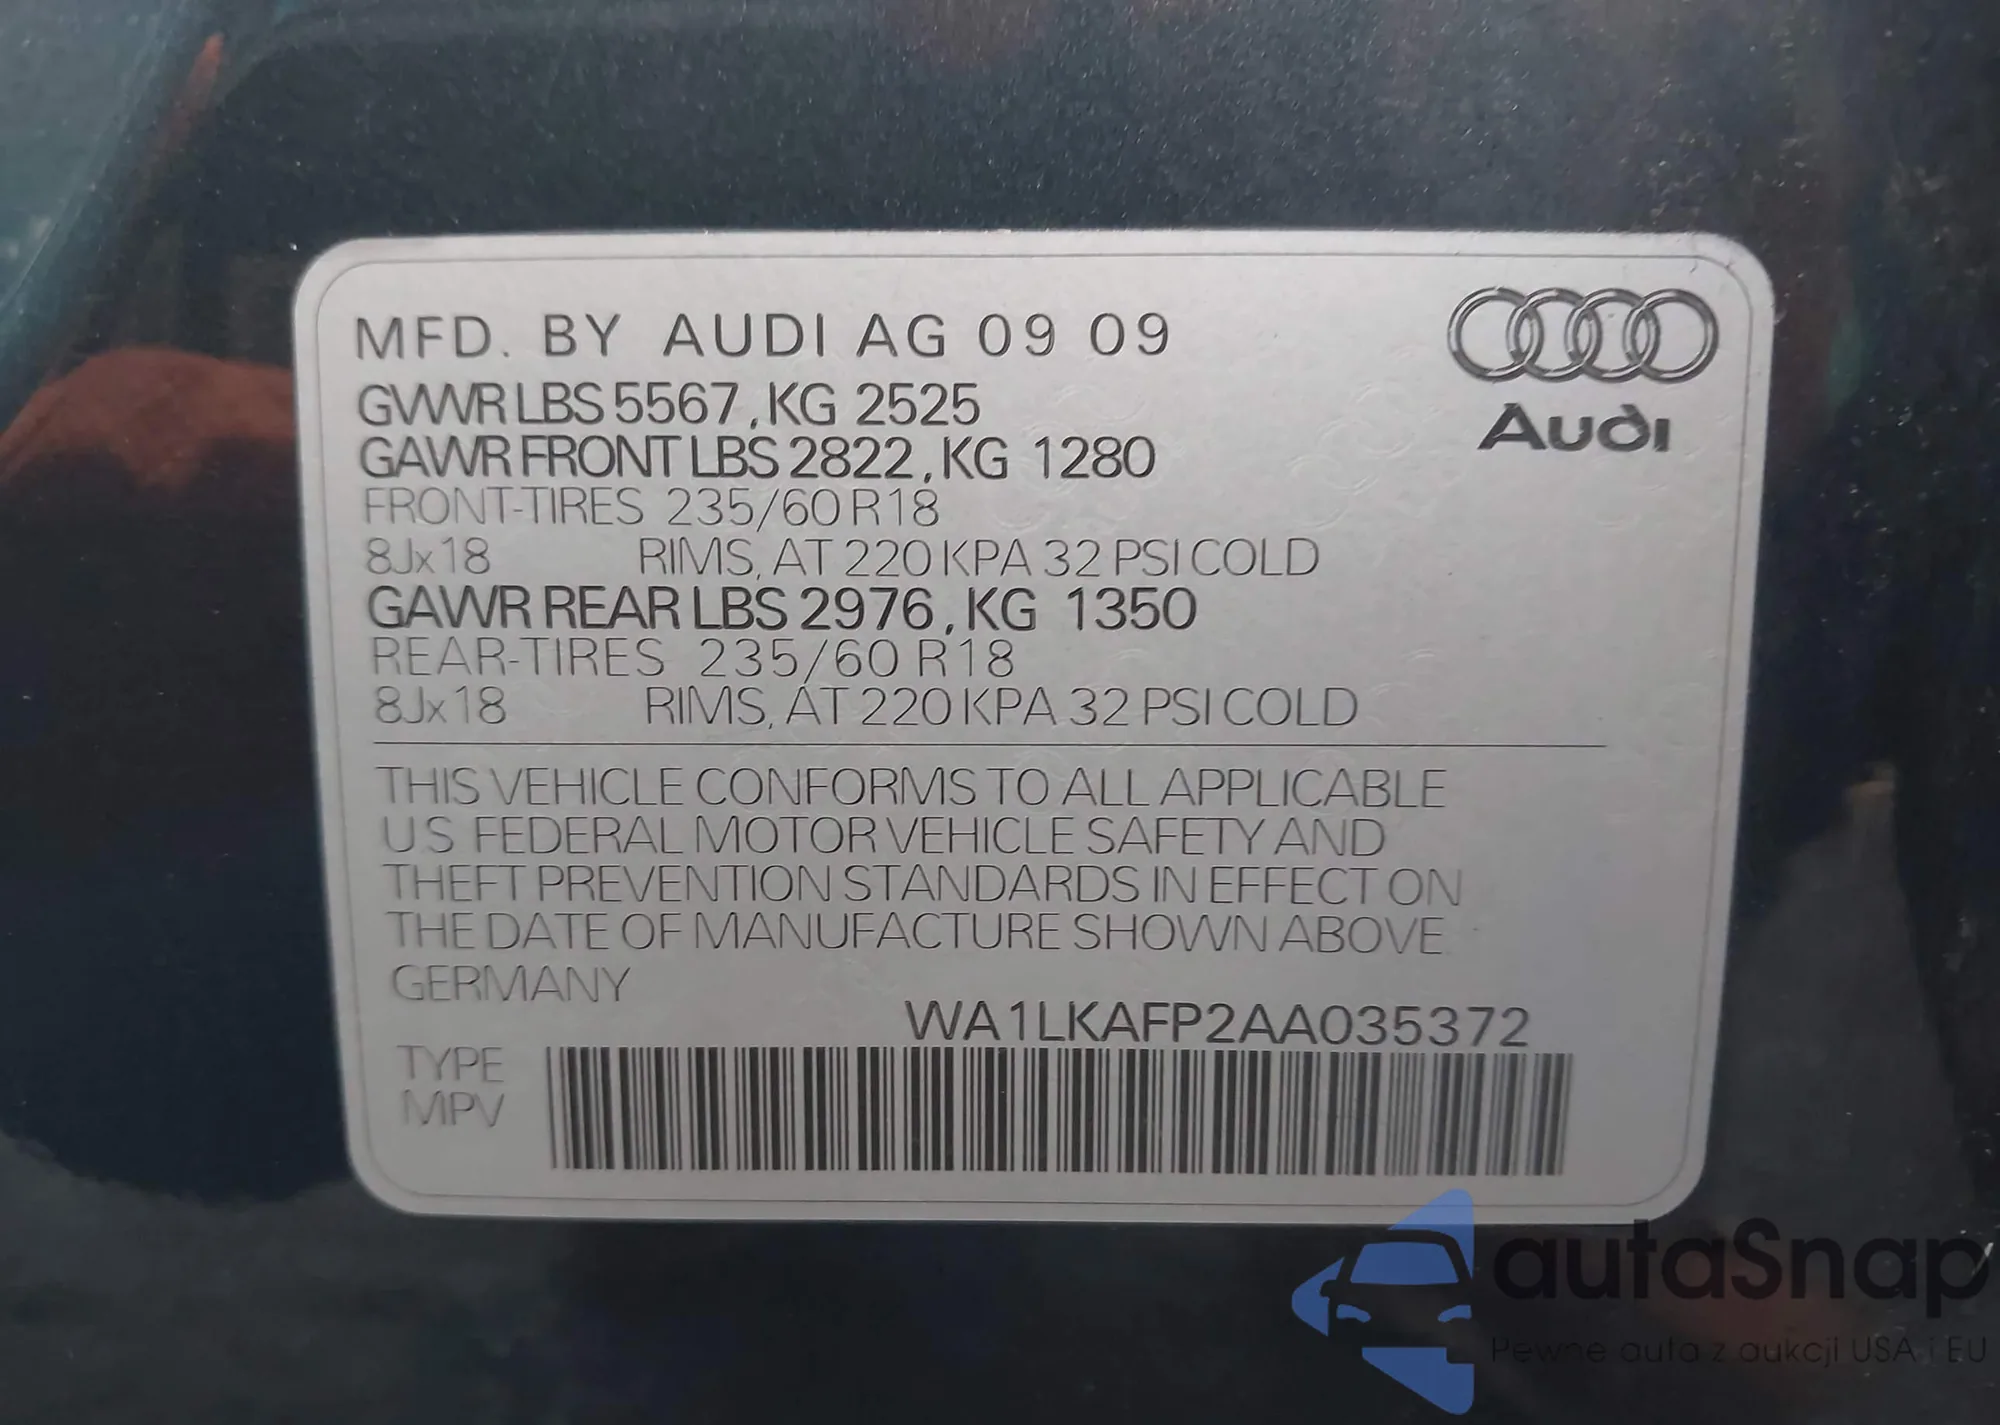 MFD. BY AUDI AG 09 09
GVWR LBS 5567, KG 2525
GAWR FRONT LBS 2822, KG 1280
FRONT-TIRES 235/60 R18
8Jx18 RIMS, AT 220 KPA 32 PSI COLD
GAWR REAR LBS 2976, KG 1350
REAR-TIRES 235/60 R18
8Jx18 RIMS, AT 220 KPA 32 PSI COLD
Audi
THIS VEHICLE CONFORMS TO ALL APPLICABLE
U.S FEDERAL MOTOR VEHICLE SAFETY AND
THEFT PREVENTION STANDARDS IN EFFECT ON
THE DATE OF MANUFACTURE SHOWN ABOVE
GERMANY
WA1LKAFP2AA035372
TYPE
MPV
autaSnap
Pewne auta z aukcji USA i EU